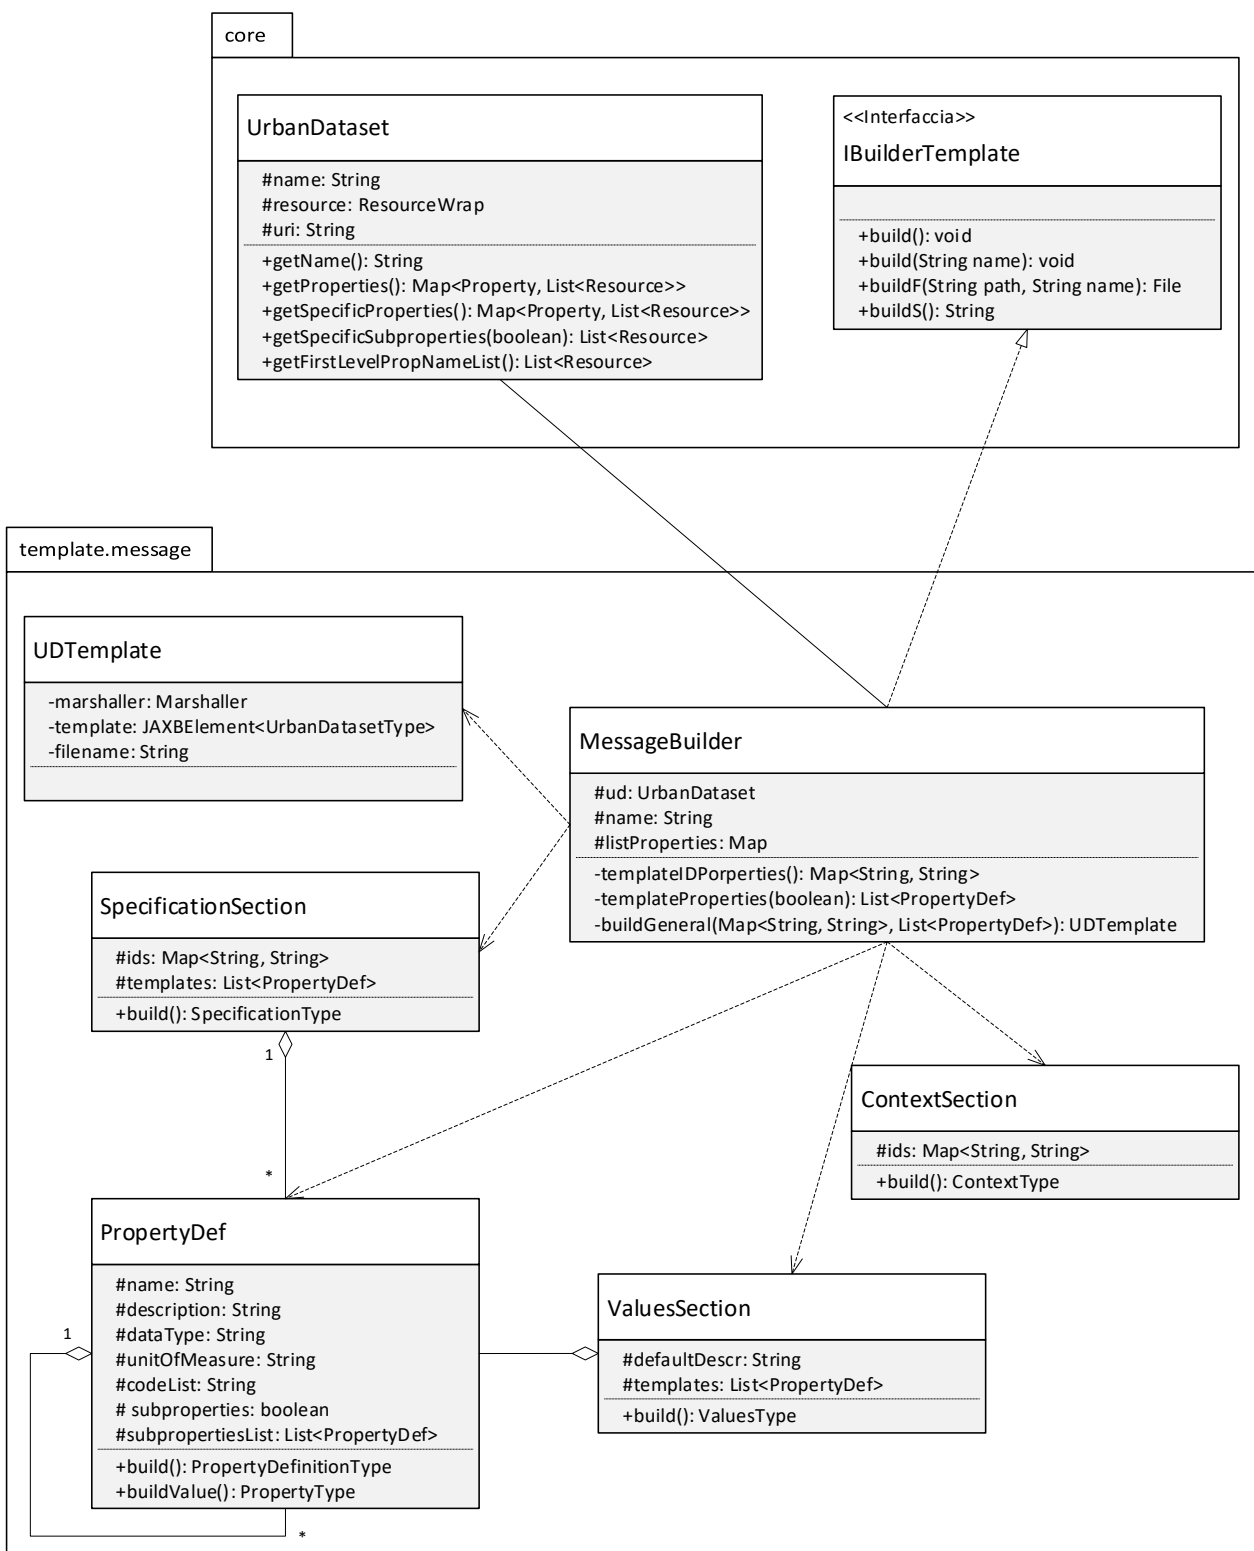 core
UrbanDataset
#name: String
#resource: ResourceWrap
#uri: String
+getName(): String
+getProperties(): Map<Property, List<Resource>>
+getSpecificProperties(): Map<Property, List<Resource>>
+getSpecificSubproperties(boolean): List<Resource>
+getFirstLevelPropNameList(): List<Resource>
<<Interfaccia>>
IBuilderTemplate
+build(): void
+build(String name): void
+buildF(String path, String name): File
+buildS(): String
template.message
UDTemplate
-marshaller: Marshaller
-template: JAXBElement<UrbanDatasetType>
-filename: String
MessageBuilder
#ud: UrbanDataset
#name: String
#listProperties: Map
-templateIDPorperties(): Map<String, String>
-templateProperties(boolean): List<PropertyDef>
-buildGeneral(Map<String, String>, List<PropertyDef>): UDTemplate
SpecificationSection
#ids: Map<String, String>
#templates: List<PropertyDef>
+build(): SpecificationType
1
*
ContextSection
#ids: Map<String, String>
+build(): ContextType
PropertyDef
#name: String
#description: String
#dataType: String
#unitOfMeasure: String
#codeList: String
# subproperties: boolean
#subpropertiesList: List<PropertyDef>
+build(): PropertyDefinitionType
+buildValue(): PropertyType
1
*
ValuesSection
#defaultDescr: String
#templates: List<PropertyDef>
+build(): ValuesType